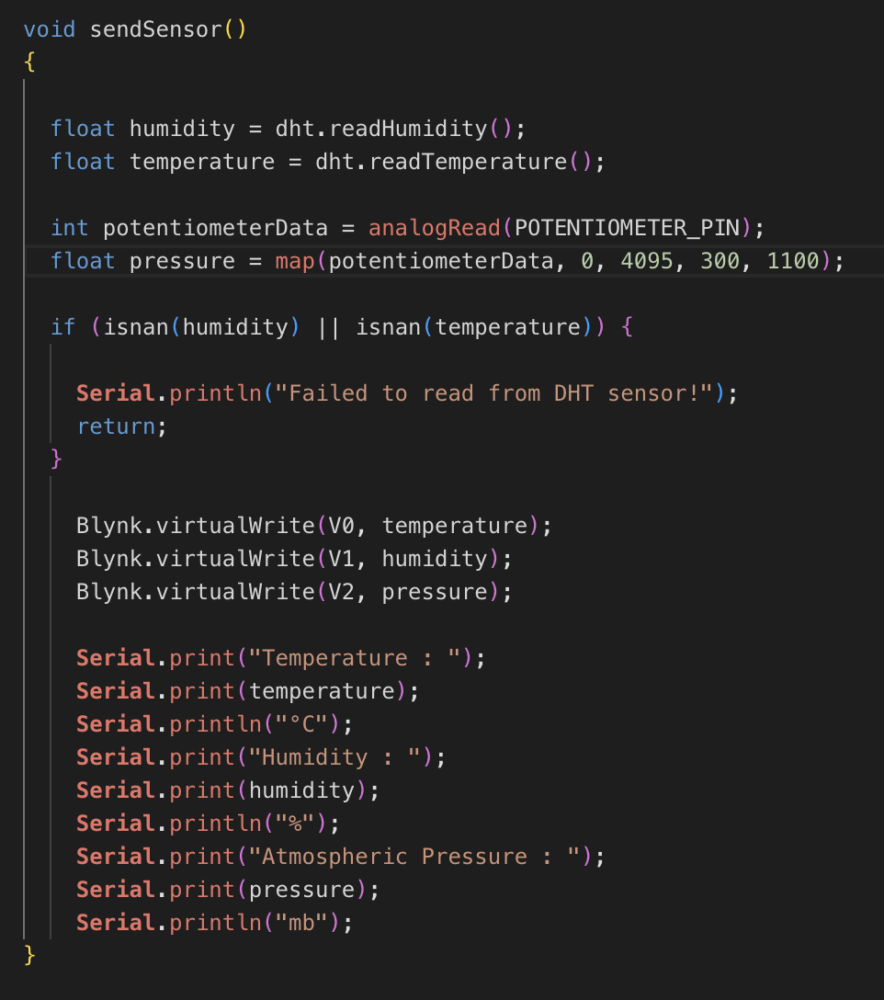 void sendSensor()
{
float humidity = dht.readHumidity();
float temperature = dht.readTemperature();
int potentiometerData = analogRead(POTENTIOMETER_PIN);
float pressure = map(potentiometerData, 0, 4095, 300, 1100);
if (isnan(humidity) || isnan(temperature)) {
Serial.println("Failed to read from DHT sensor!");
return;
}
Blynk.virtualWrite(V0, temperature);
Blynk.virtualWrite(V1, humidity);
Blynk.virtualWrite(V2, pressure);
Serial.print("Temperature : ");
Serial.print(temperature);
Serial.println("°C");
Serial.print("Humidity : ");
Serial.print(humidity);
Serial.println("%");
Serial.print("Atmospheric Pressure : ");
Serial.print(pressure);
Serial.println("mb");
}